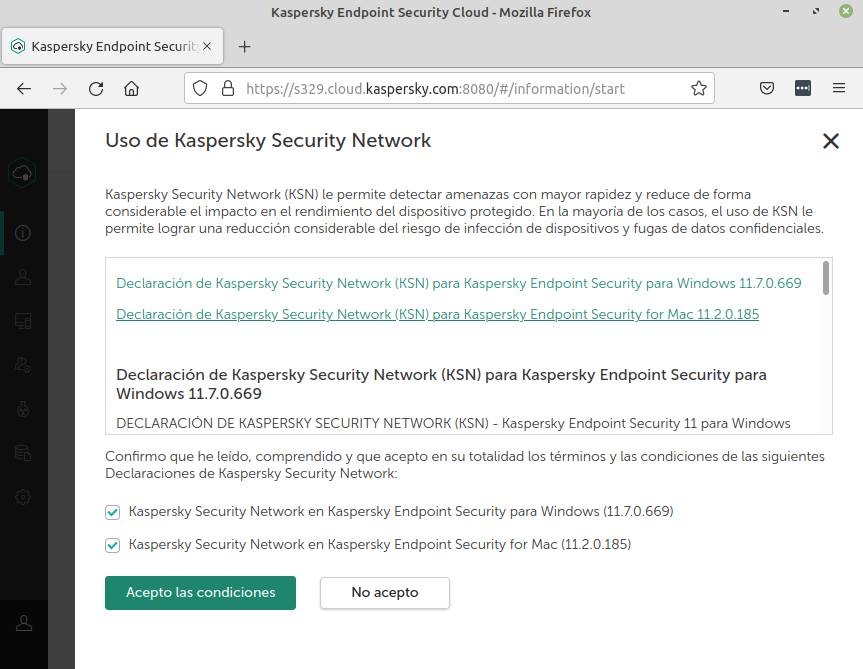 Kaspersky Endpoint Security Cloud - Mozilla Firefox
Kaspersky Endpoint Securit
https://s329.cloud.kaspersky.com:8080/#/information/start
Uso de Kaspersky Security Network
Kaspersky Security Network (KSN) le permite detectar amenazas con mayor rapidez y reduce de forma
considerable el impacto en el rendimiento del dispositivo protegido. En la mayoría de los casos, el uso de KSN le
permite lograr una reducción considerable del riesgo de infección de dispositivos y fugas de datos confidenciales.
Declaración de Kaspersky Security Network (KSN) para Kaspersky Endpoint Security para Windows 11.7.0.669
Declaración de Kaspersky Security Network (KSN) para Kaspersky Endpoint Security for Mac 11.2.0.185
Declaración de Kaspersky Security Network (KSN) para Kaspersky Endpoint Security para
Windows 11.7.0.669
DECLARACIÓN DE KASPERSKY SECURITY NETWORK (KSN) - Kaspersky Endpoint Security 11 para Windows
Confirmo que he leído, comprendido y que acepto en su totalidad los términos y las condiciones de las siguientes
Declaraciones de Kaspersky Security Network:
Kaspersky Security Network en Kaspersky Endpoint Security para Windows (11.7.0.669)
Kaspersky Security Network en Kaspersky Endpoint Security for Mac (11.2.0.185)
Acepto las condiciones
No acepto